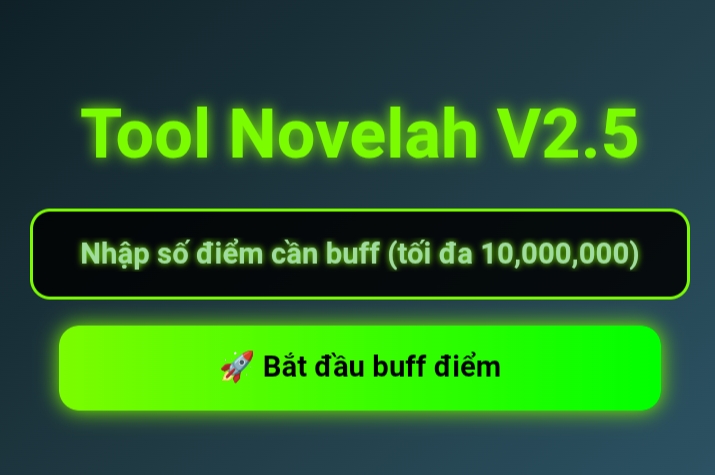 Tool Novelah V2.5
Nhập số điểm cần buff (tối đa 10,000,000)
🚀 Bắt đầu buff điểm